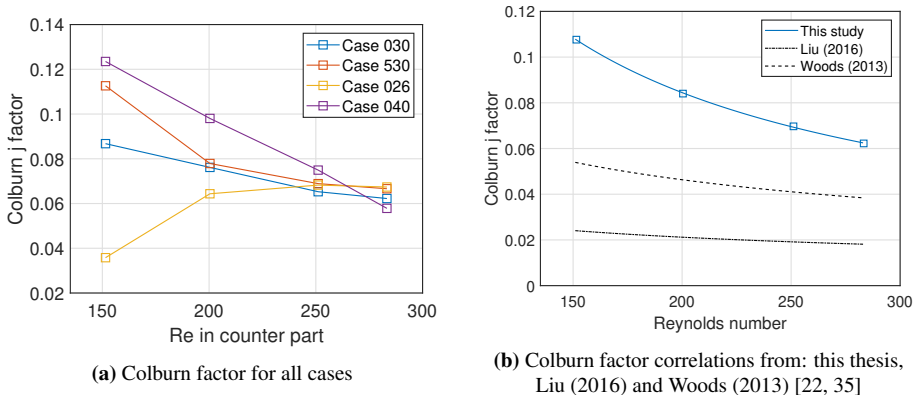 0.14
0.12
0.1
0.08
0.06
0.04
0.02
150
200
250
300
Colburn j factor
Re in counter part
Case 030
Case 530
Case 026
Case 040
(a) Colburn factor for all cases
0.12
0.1
0.08
0.06
0.04
0.02
0
150
200
250
300
Colburn j factor
Reynolds number
This study
Liu (2016)
Woods (2013)
(b) Colburn factor correlations from: this thesis,
Liu (2016) and Woods (2013) [22, 35]